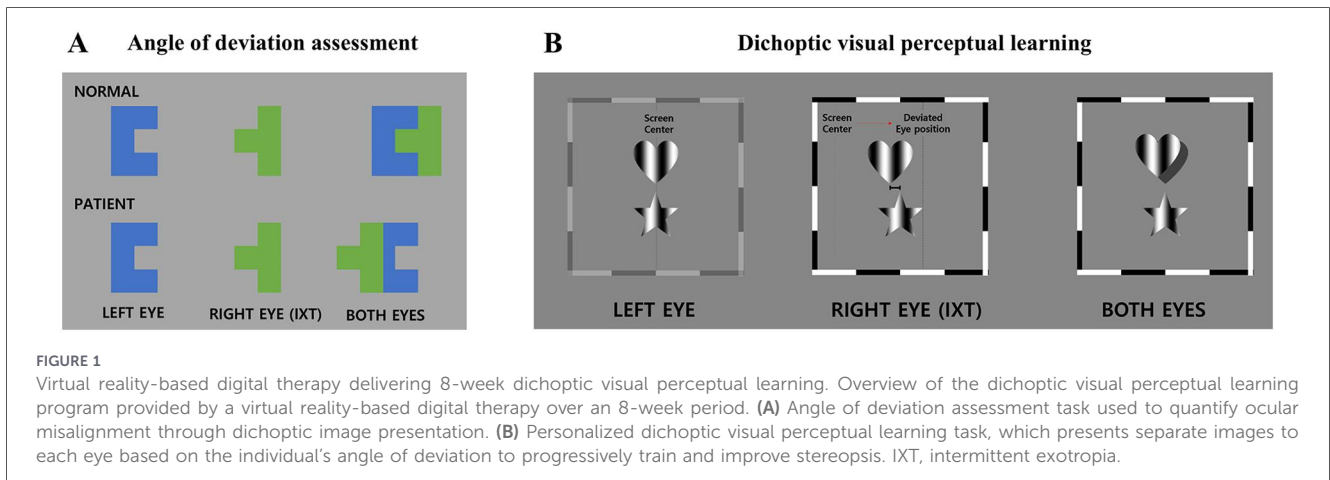 A Angle of deviation assessment
NORMAL
PATIENT
LEFT EYE RIGHT EYE (IXT) BOTH EYES
B Dichoptic visual perceptual learning
Screen
Center
Screen
Center
Deviated
Eye position
LEFT EYE RIGHT EYE (IXT) BOTH EYES
FIGURE 1
Virtual reality-based digital therapy delivering 8-week dichoptic visual perceptual learning. Overview of the dichoptic visual perceptual learning
program provided by a virtual reality-based digital therapy over an 8-week period. (A) Angle of deviation assessment task used to quantify ocular
misalignment through dichoptic image presentation. (B) Personalized dichoptic visual perceptual learning task, which presents separate images to
each eye based on the individual's angle of deviation to progressively train and improve stereopsis. IXT, intermittent exotropia.